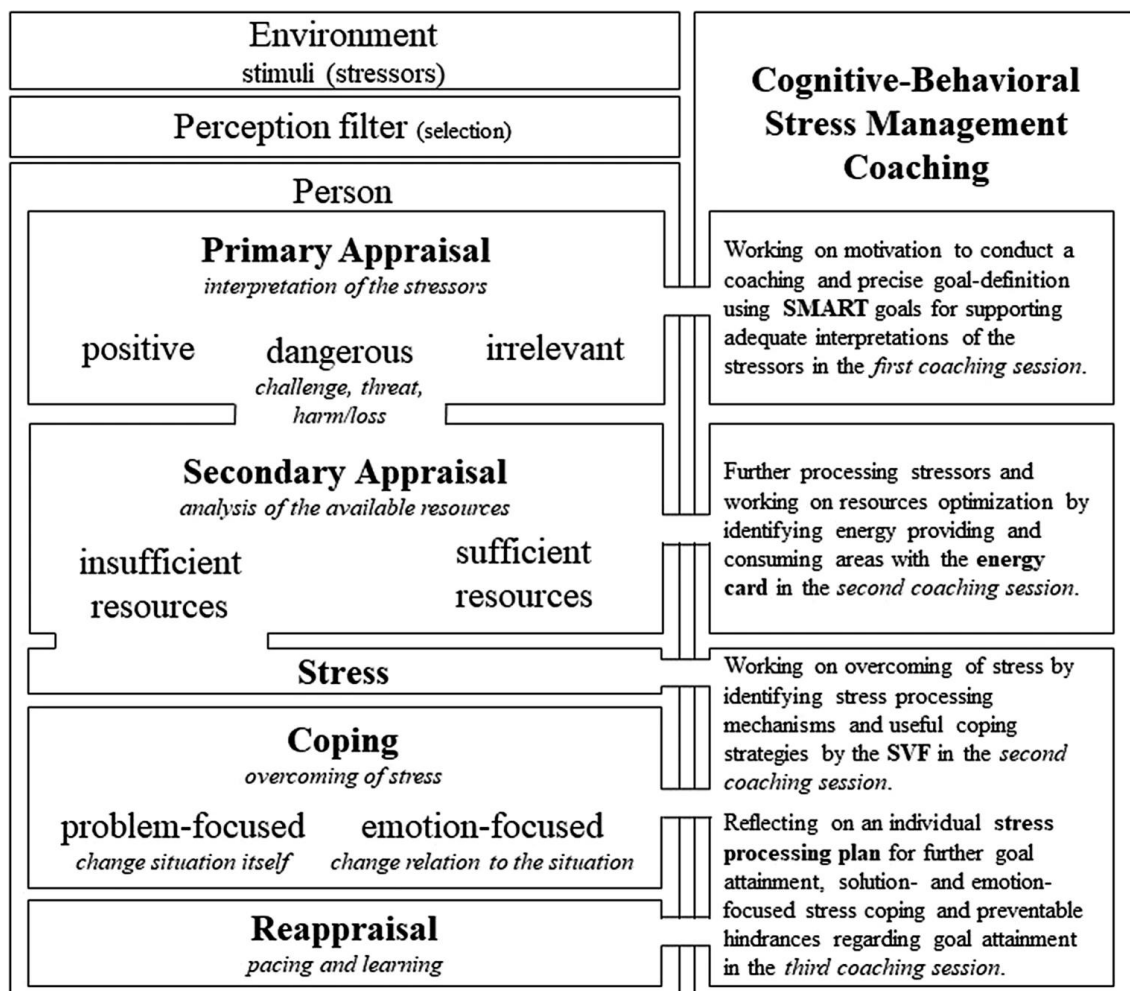 Environment
stimuli (stressors)
Perception filter (selection)
Person
Primary Appraisal
interpretation of the stressors
positive
dangerous
irrelevant
challenge, threat,
harm/loss
Secondary Appraisal
analysis of the available resources
insufficient
resources
sufficient
resources
Stress
Coping
overcoming of stress
problem-focused
change situation itself
emotion-focused
change relation to the situation
Reappraisal
pacing and learning
Cognitive-Behavioral
Stress Management
Coaching
Working on motivation to conduct a
coaching and precise goal-definition
using SMART goals for supporting
adequate interpretations of the
stressors in the first coaching session.
Further processing stressors and
working on resources optimization by
identifying energy providing and
consuming areas with the energy
card in the second coaching session.
Working on overcoming of stress by
identifying stress processing
mechanisms and useful coping
strategies by the SVF in the second
coaching session.
Reflecting on an individual stress
processing plan for further goal
attainment, solution- and emotion-
focused stress coping and preventable
hindrances regarding goal attainment
in the third coaching session.